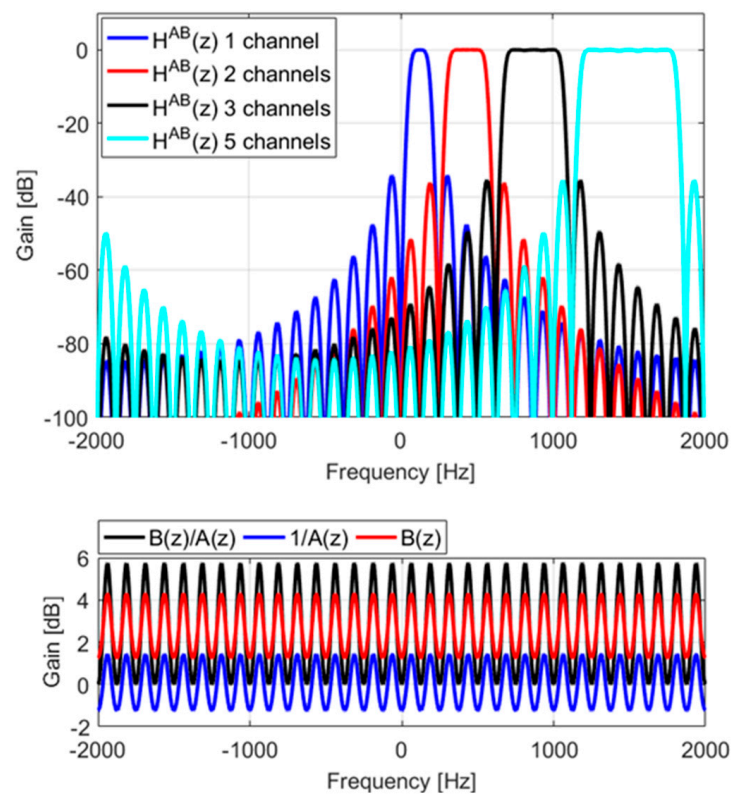 H^AB(z) 1 channel
H^AB(z) 2 channels
H^AB(z) 3 channels
H^AB(z) 5 channels
Gain [dB]
0
-20
-40
-60
-80
-100
-2000 -1000 0 1000 2000
Frequency [Hz]
B(z)/A(z) 1/A(z) B(z)
Gain [dB]
6
4
2
0
-2
-2000 -1000 0 1000 2000
Frequency [Hz]